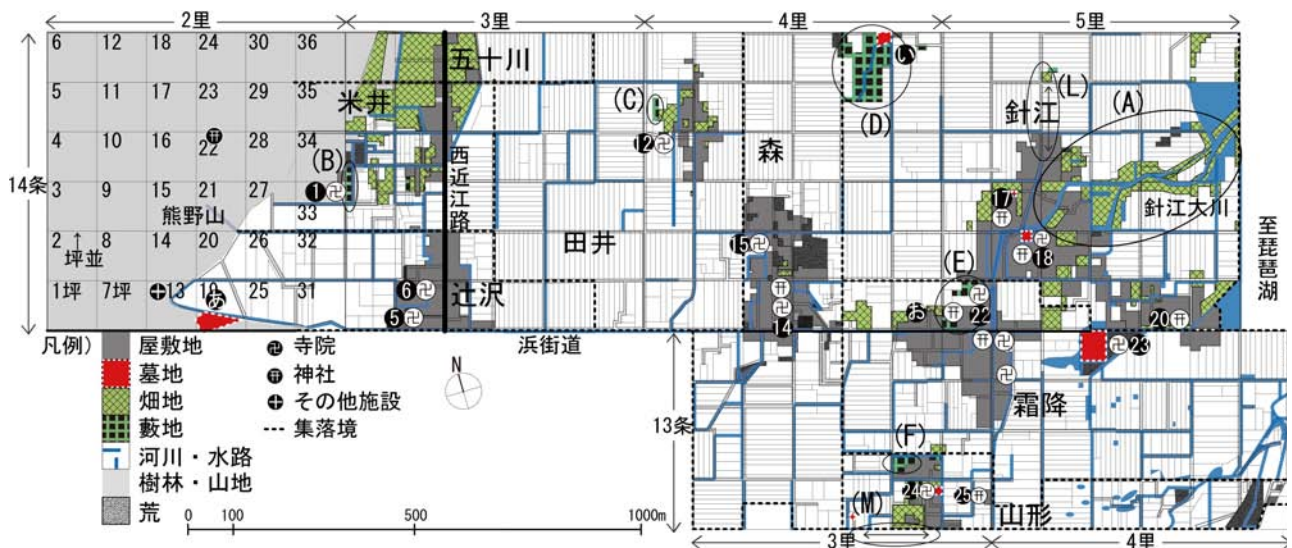 2里 3里 4里 5里
14条
6 12 18 24 30 36
5 11 17 23 29 35
4 10 16 22 28 34
3 9 15 21 27 33
2 8 14 20 26 32
1坪 7坪 13 19 25 31
↑坪並
熊野山
あ
五十川
米井
(B)
1
西近江路
6
5
辻沢
田井
(C)
12
森
15
14
い
(D)
針江
(L)
(A)
17
18
針江大川
(E)
お
22
20
至琵琶湖
浜街道
13条
23
霜降
(F)
24
25
(M)
山形
3里 4里
凡例)
屋敷地
墓地
畑地
藪地
河川・水路
樹林・山地
荒
寺院
神社
その他施設
集落境
N
0 100 500 1000m